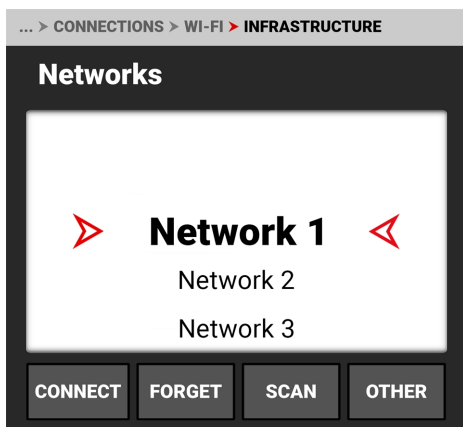 ... > CONNECTIONS > WI-FI > INFRASTRUCTURE
Networks
Network 1
Network 2
Network 3
CONNECT FORGET SCAN OTHER